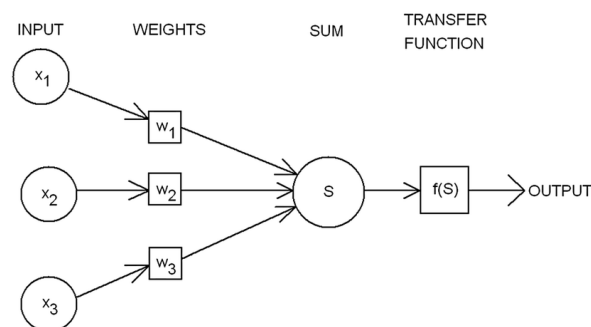 INPUT WEIGHTS SUM TRANSFER FUNCTION
x1
w1
x2 w2 S f(S) OUTPUT
w3
x3